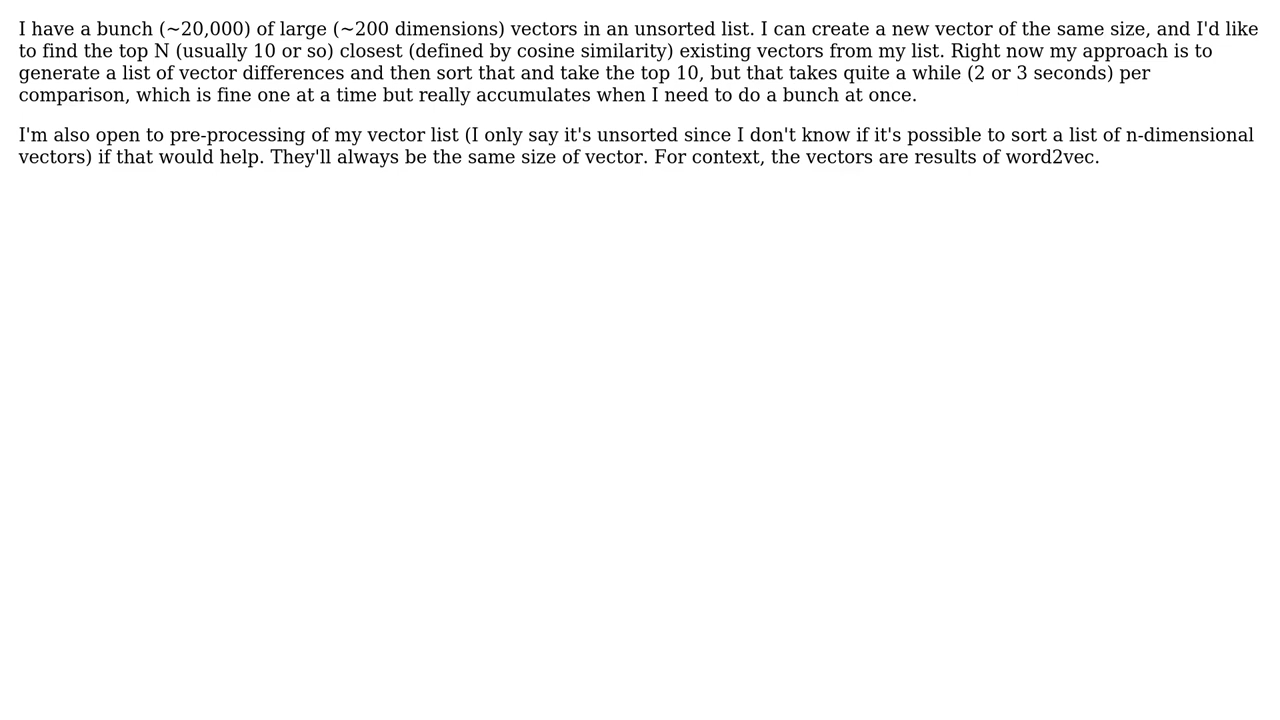 I have a bunch (~20,000) of large (~200 dimensions) vectors in an unsorted list. I can create a new vector of the same size, and I'd like
to find the top N (usually 10 or so) closest (defined by cosine similarity) existing vectors from my list. Right now my approach is to
generate a list of vector differences and then sort that and take the top 10, but that takes quite a while (2 or 3 seconds) per
comparison, which is fine one at a time but really accumulates when I need to do a bunch at once.
I'm also open to pre-processing of my vector list (I only say it's unsorted since I don't know if it's possible to sort a list of n-dimensional
vectors) if that would help. They'll always be the same size of vector. For context, the vectors are results of word2vec.